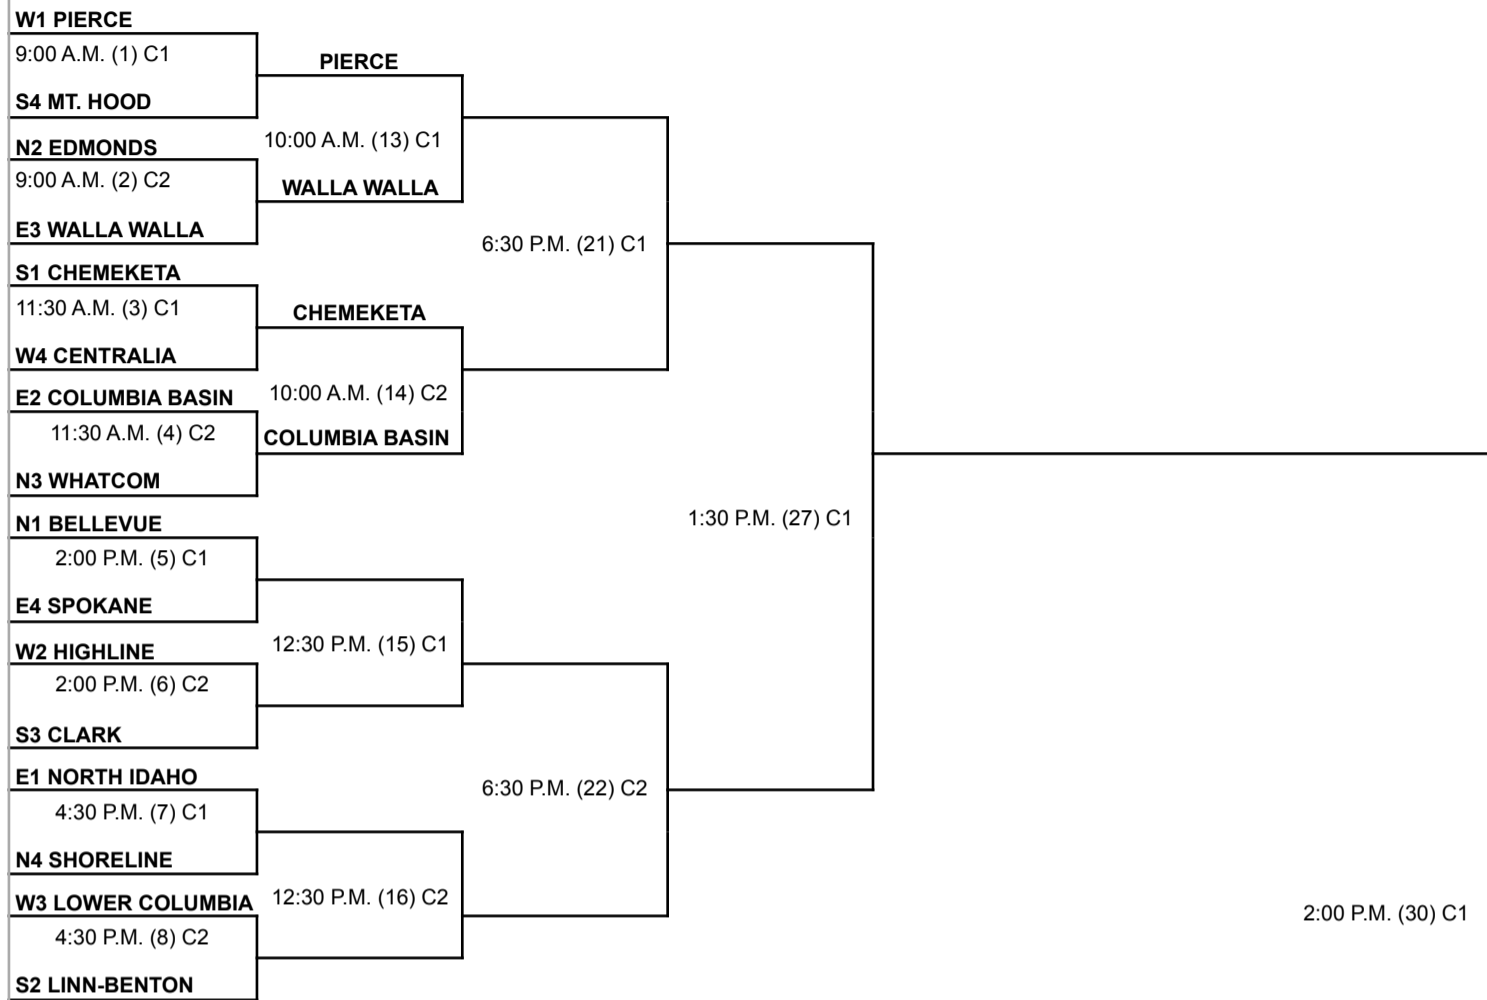 W1 PIERCE
9:00 A.M. (1) C1
PIERCE
S4 MT. HOOD
10:00 A.M. (13) C1
N2 EDMONDS
9:00 A.M. (2) C2
WALLA WALLA
E3 WALLA WALLA
6:30 P.M. (21) C1
S1 CHEMEKETA
11:30 A.M. (3) C1
CHEMEKETA
W4 CENTRALIA
10:00 A.M. (14) C2
E2 COLUMBIA BASIN
11:30 A.M. (4) C2
COLUMBIA BASIN
N3 WHATCOM
1:30 P.M. (27) C1
N1 BELLEVUE
2:00 P.M. (5) C1
E4 SPOKANE
12:30 P.M. (15) C1
W2 HIGHLINE
2:00 P.M. (6) C2
S3 CLARK
E1 NORTH IDAHO
6:30 P.M. (22) C2
4:30 P.M. (7) C1
N4 SHORELINE
12:30 P.M. (16) C2
W3 LOWER COLUMBIA
2:00 P.M. (30) C1
4:30 P.M. (8) C2
S2 LINN-BENTON